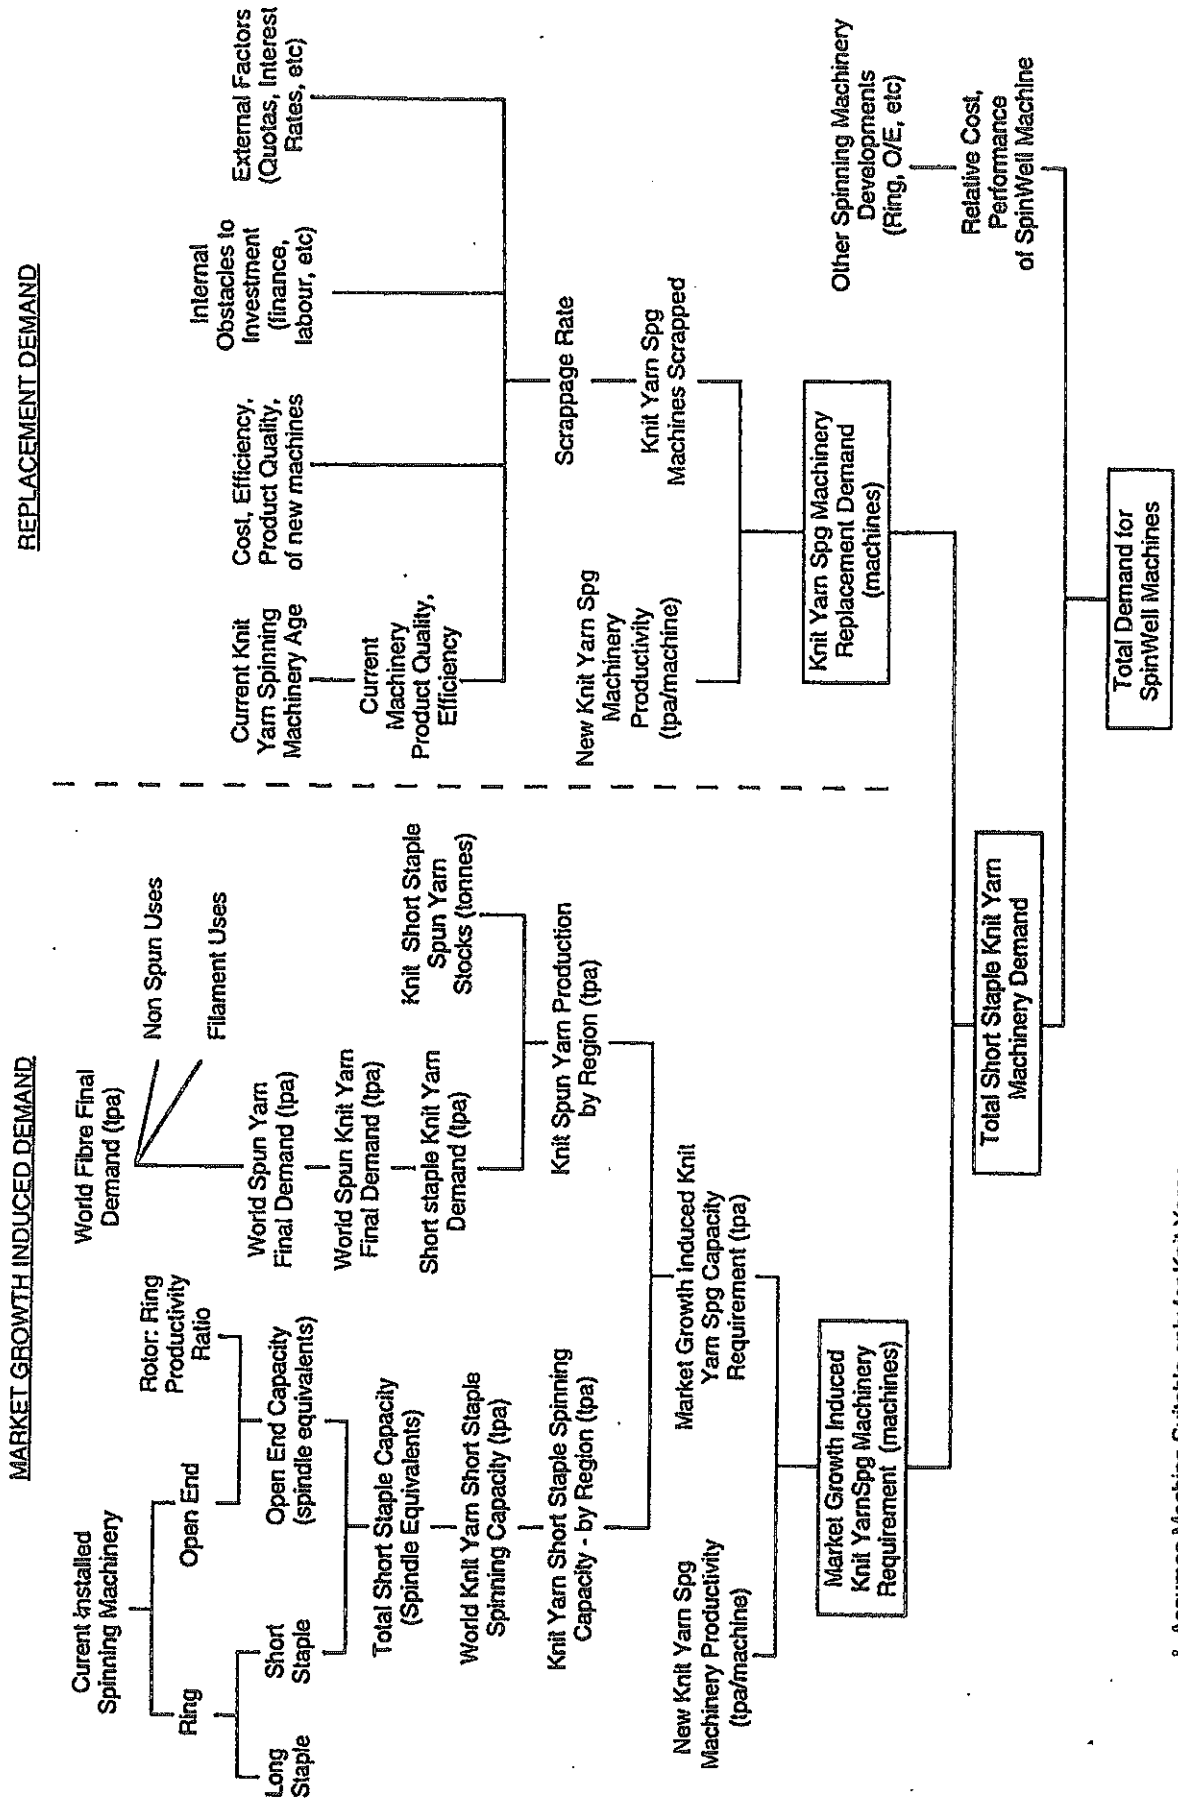 MARKET GROWTH INDUCED DEMAND
Curent Installed
Spinning Machinery
Ring
Open End
Long
Staple
Short
Staple
Rotor: Ring
Productivity
Ratio
Open End Capacity
(spindle equivalents)
Total Short Staple Capacity
(Spindle Equivalents)
World Knit Yarn Short Staple
Spinning Capacity (tpa)
Knit Yarn Short Staple Spinning
Capacity - by Region (tpa)
World Fibre Final
Demand (tpa)
Non Spun Uses
Filament Uses
World Spun Yarn
Final Demand (tpa)
World Spun Knit Yarn
Final Demand (tpa)
Short staple Knit Yarn
Demand (tpa)
Knit Short Staple
Spun Yarn
Stocks (tonnes)
Knit Spun Yarn Production
by Region (tpa)
New Knit Yarn Spg
Machinery Productivity
(tpa/machine)
Market Growth Induced Knit
Yarn Spg Capacity
Requirement (tpa)
Market Growth Induced
Knit YarnSpg Machinery
Requirement (machines)
REPLACEMENT DEMAND
Current Knit
Yarn Spinning
Machinery Age
Current
Machinery
Product Quality,
Efficiency
Cost, Efficiency,
Product Quality,
of new machines
Internal
Obstacles to
Investment
(finance,
labour, etc)
External Factors
(Quotas, Interest
Rates, etc)
Scrappage Rate
Knit Yarn Spg
Machines Scrapped
New Knit Yarn Spg
Machinery
Productivity
(tpa/machine)
Knit Yarn Spg Machinery
Replacement Demand
(machines)
Other Spinning Machinery
Developments
(Ring, O/E, etc)
Relative Cost,
Performance
of SpinWell Machine
Total Short Staple Knit Yarn
Machinery Demand
Total Demand for
SpinWell Machines